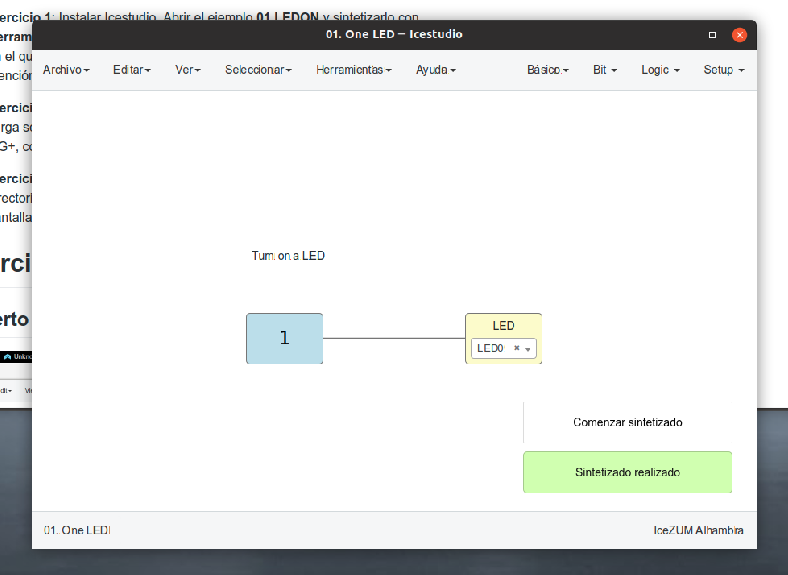 ercicio 1: Instalar Icestudio. Abrir el ejemplo 01 LEDON y sintetizado con
erram
n el qu
ención
ercici
rga se
G+, co
ercici
rectori
antalla
rci
erto
Unkno
01. One LED — Icestudio
Archivo Editar Ver Seleccionar Herramientas Ayuda Básico Bit Logic Setup
Turn on a LED
1
LED
LED0
Comenzar sintetizado
Sintetizado realizado
01. One LED
IceZUM Alhambra